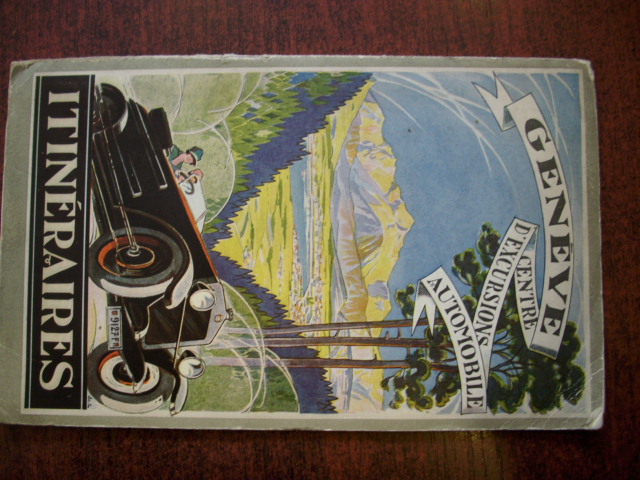 GENÈVE
CENTRE
D'EXCURSIONS
AUTOMOBILE
ITINÉRAIRES